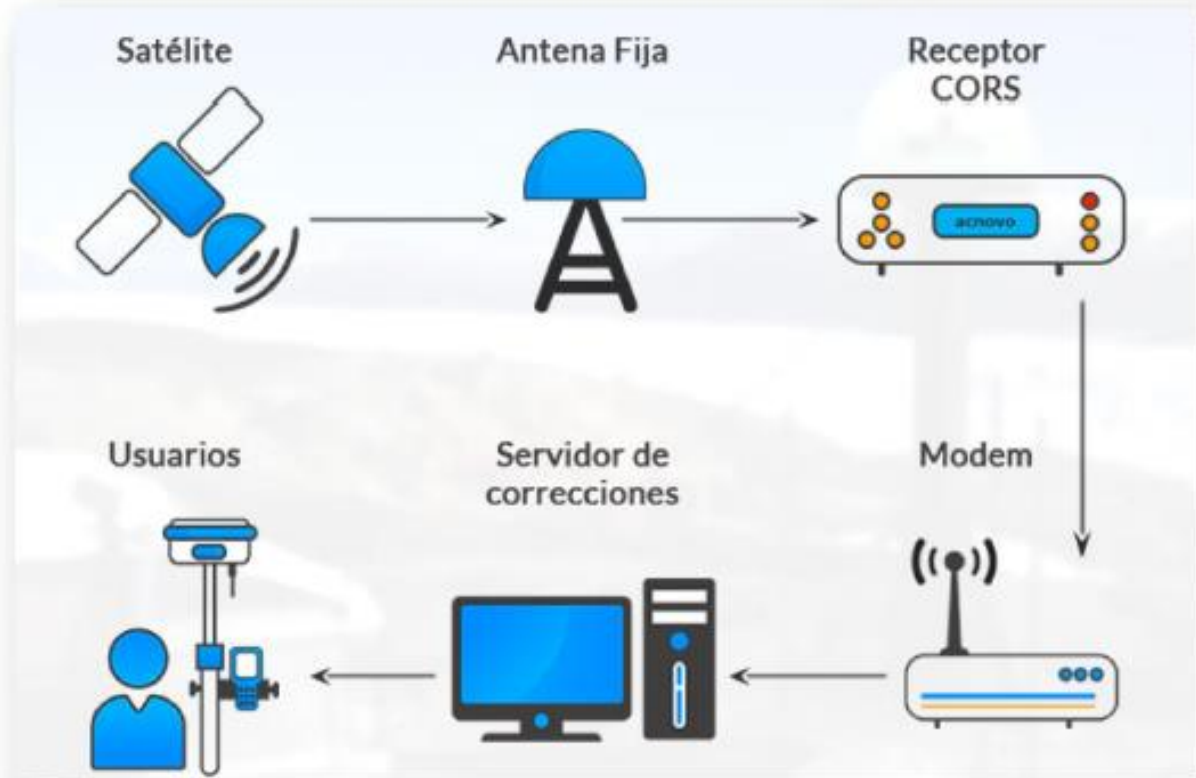 Satélite
Antena Fija
Receptor
CORS
acnovo
Usuarios
Servidor de
correcciones
Modem